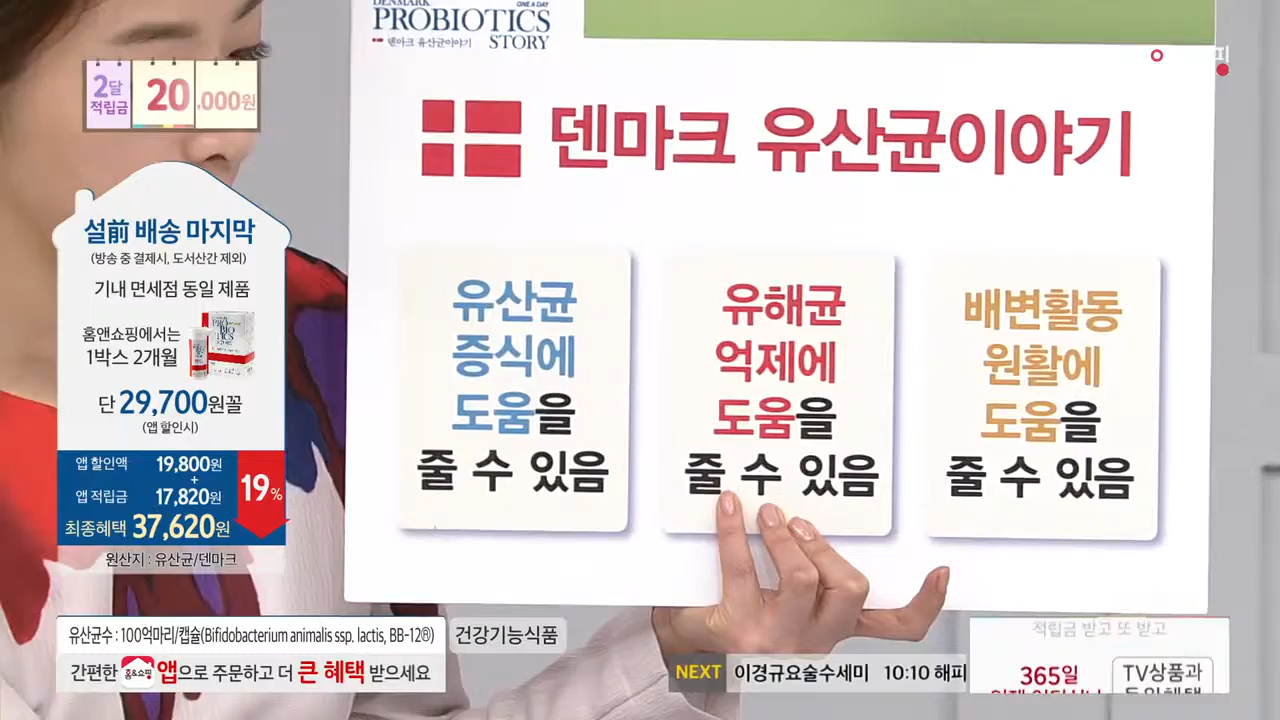 DENMARK ONE A DAY
PROBIOTICS
덴마크 유산균이야기 STORY
2달
적립금
20,000원
피
덴마크 유산균이야기
설前 배송 마지막
(방송 중 결제시, 도서산간 제외)
기내 면세점 동일 제품
홈앤쇼핑에서는
1박스 2개월
PRO
BIO
TICS
단 29,700원꼴
(앱 할인시)
앱 할인액 19,800원
+
앱 적립금 17,820원
최종혜택 37,620원
19%
원산지 : 유산균/덴마크
유산균
증식에
도움을
줄 수 있음
유해균
억제에
도움을
줄 수 있음
배변활동
원활에
도움을
줄 수 있음
유산균수 : 100억마리/캡슐(Bifidobacterium animalis ssp. lactis, BB-12®)
건강기능식품
간편한 홈&쇼핑 앱으로 주문하고 더 큰 혜택 받으세요
NEXT 이경규요술수세미 10:10 해피
적립금 받고 또 받고
365일
TV상품과